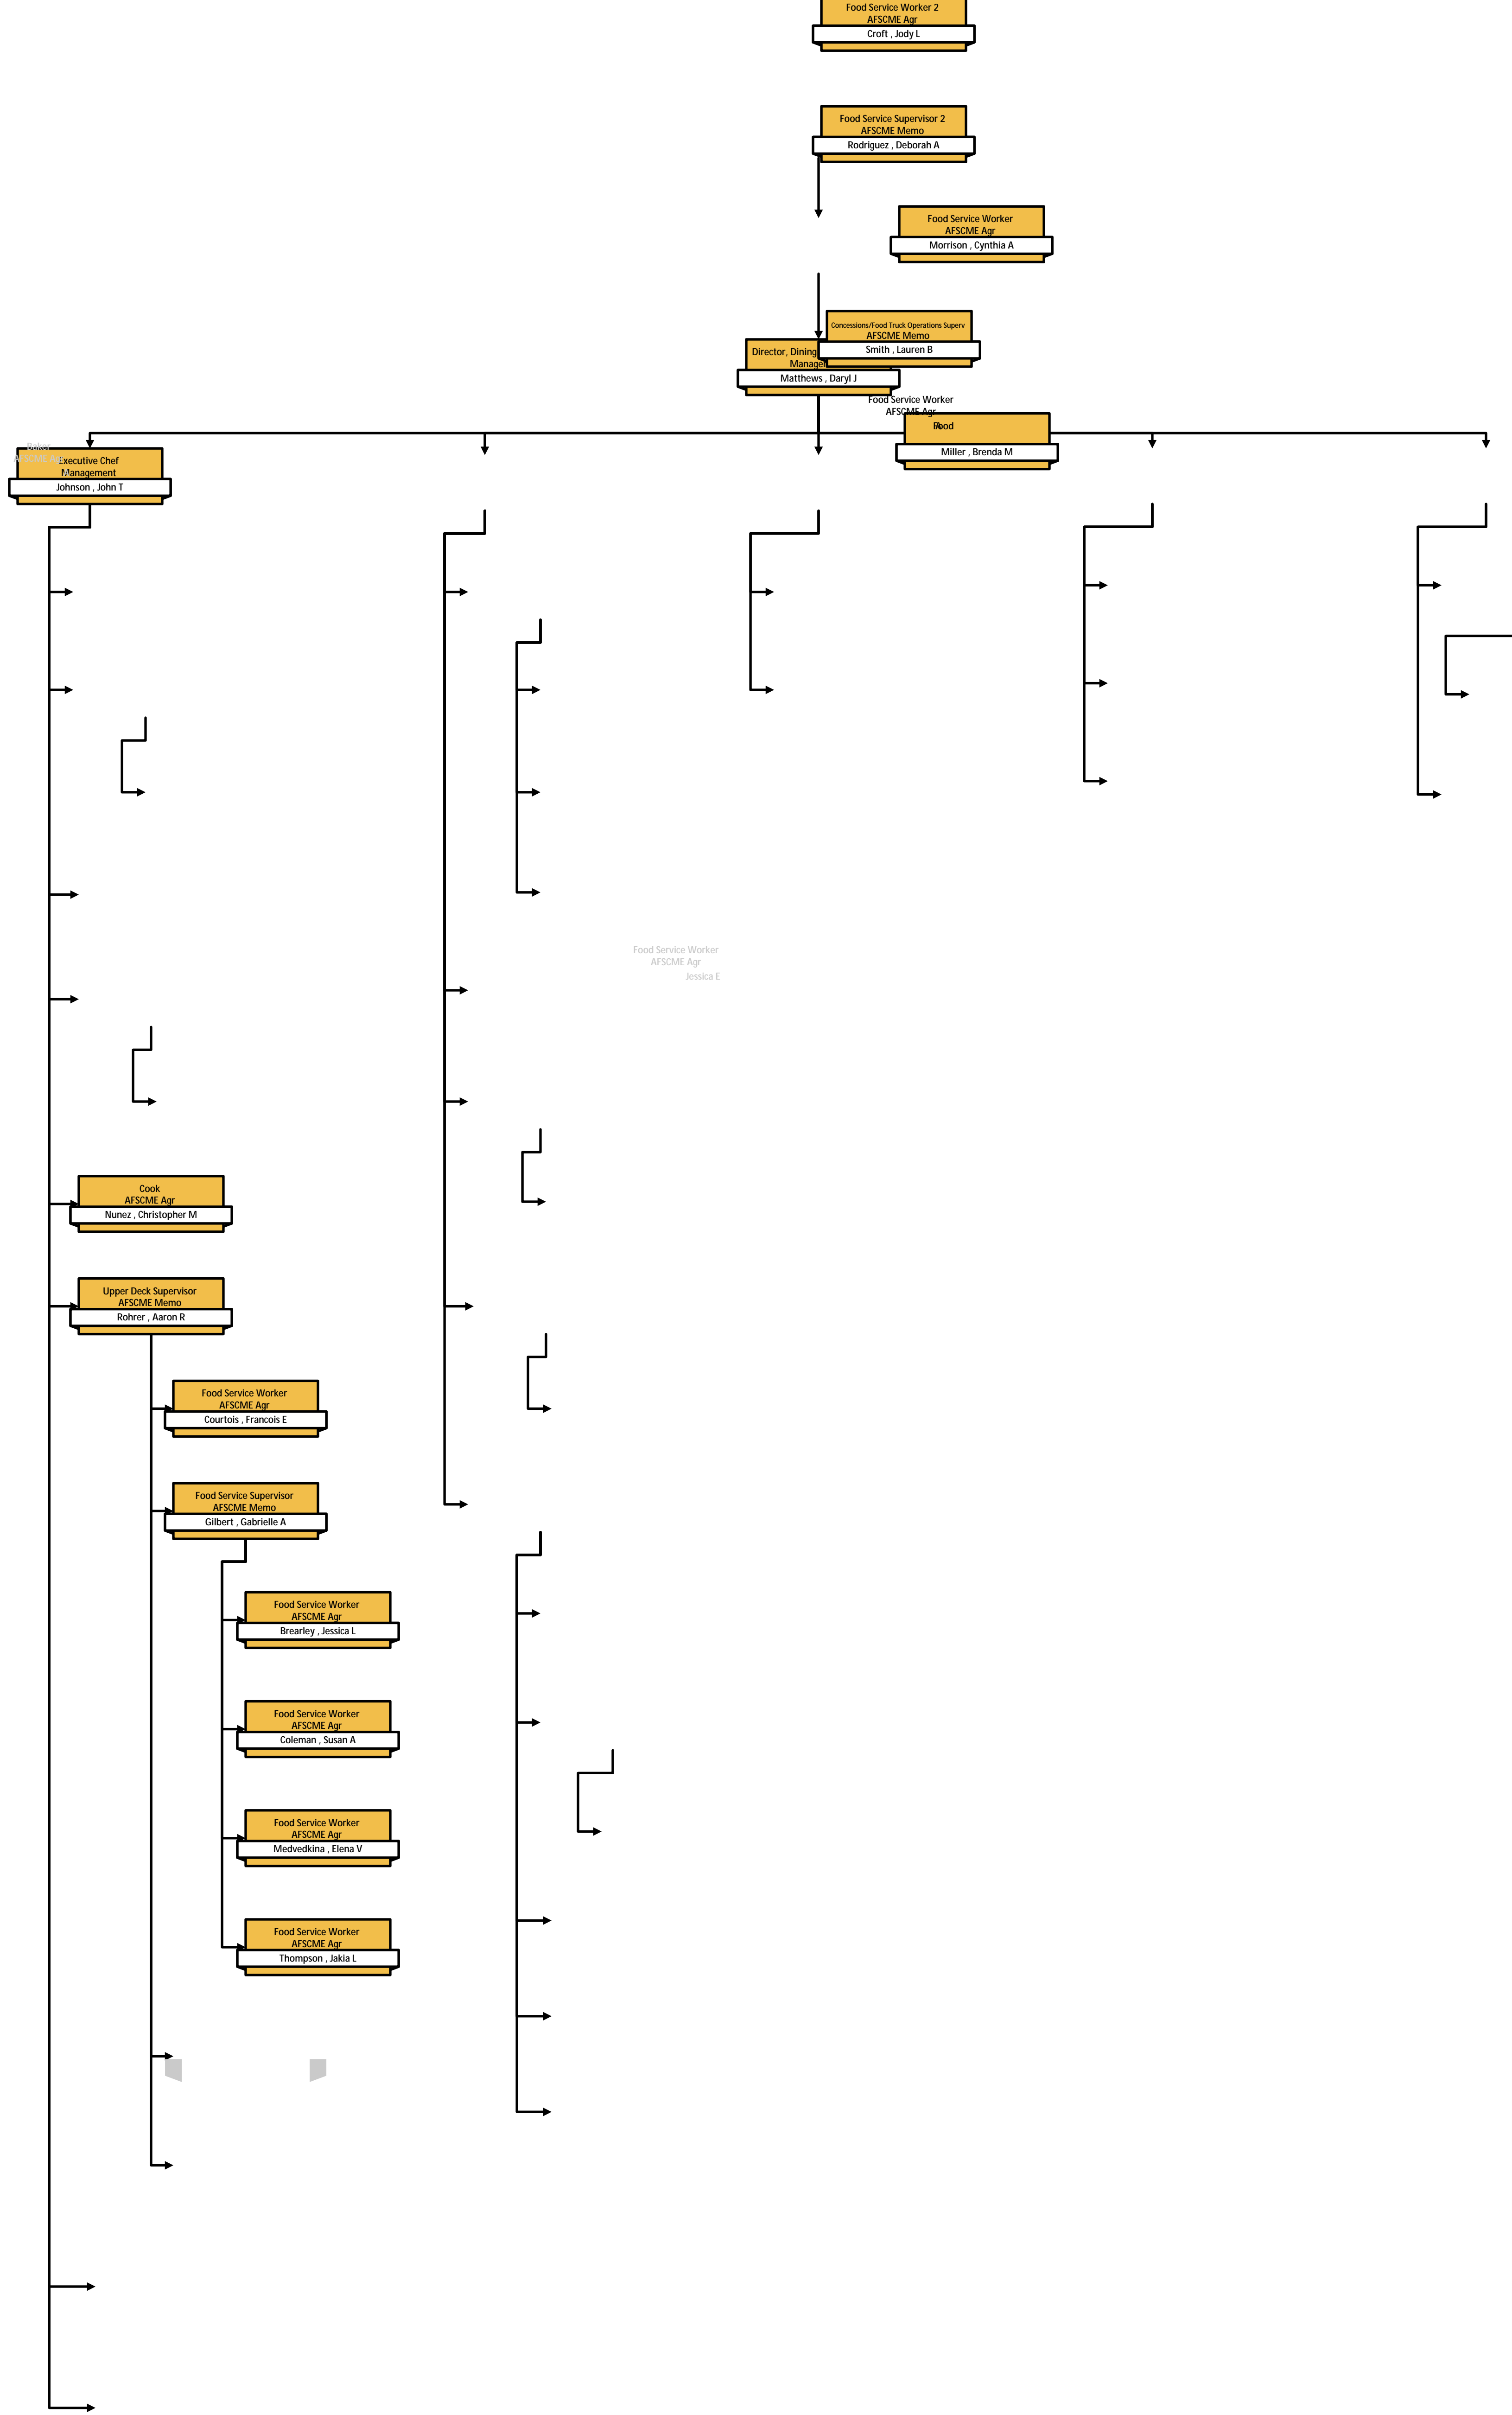 Food Service Worker 2
AFSCME Agr
Croft , Jody L
Food Service Supervisor 2
AFSCME Memo
Rodriguez , Deborah A
Food Service Worker
AFSCME Agr
Morrison , Cynthia A
Concessions/Food Truck Operations Superv
AFSCME Memo
Smith , Lauren B
Director, Dining
Manage
Matthews , Daryl J
Food Service Worker
AFSCME Agr
Food
Miller , Brenda M
Baker
Executive Chef
Management
Johnson , John T
Food Service Worker
AFSCME Agr
Jessica E
Cook
AFSCME Agr
Nunez , Christopher M
Upper Deck Supervisor
AFSCME Memo
Rohrer , Aaron R
Food Service Worker
AFSCME Agr
Courtois , Francois E
Food Service Supervisor
AFSCME Memo
Gilbert , Gabrielle A
Food Service Worker
AFSCME Agr
Brearley , Jessica L
Food Service Worker
AFSCME Agr
Coleman , Susan A
Food Service Worker
AFSCME Agr
Medvedkina , Elena V
Food Service Worker
AFSCME Agr
Thompson , Jakia L